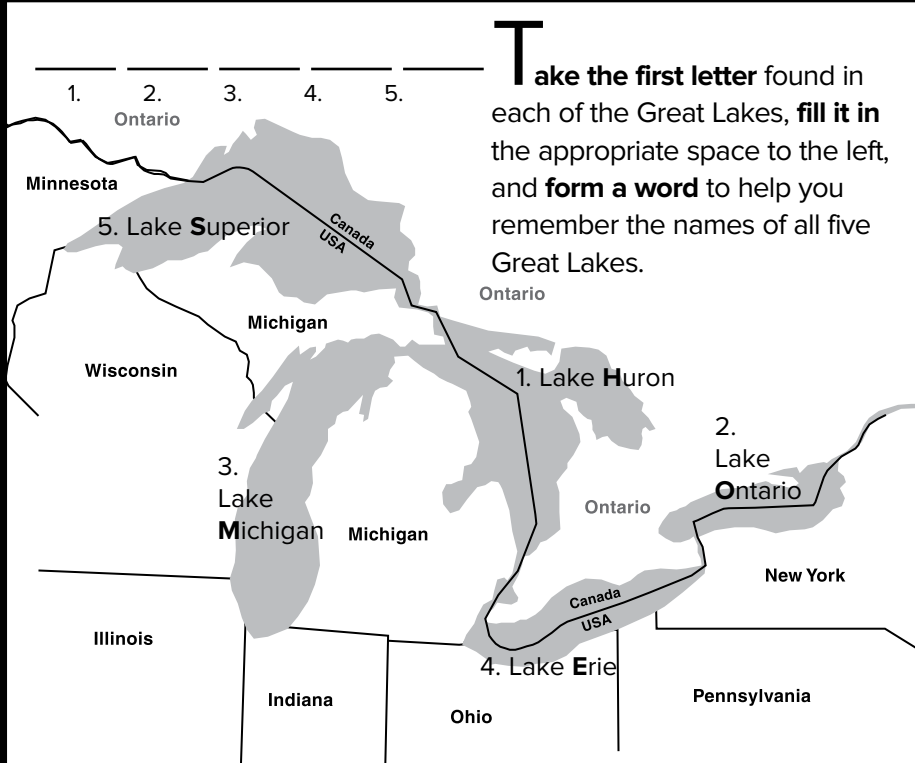 Take the first letter found in
each of the Great Lakes, fill it in
the appropriate space to the left,
and form a word to help you
remember the names of all five
Great Lakes.
1. 2. 3. 4. 5.
Ontario
Minnesota
5. Lake Superior
Canada
USA
Ontario
Michigan
Wisconsin
1. Lake Huron
2.
Lake
Ontario
3.
Lake
Michigan
Michigan
Ontario
New York
Canada
USA
Illinois
4. Lake Erie
Indiana
Ohio
Pennsylvania